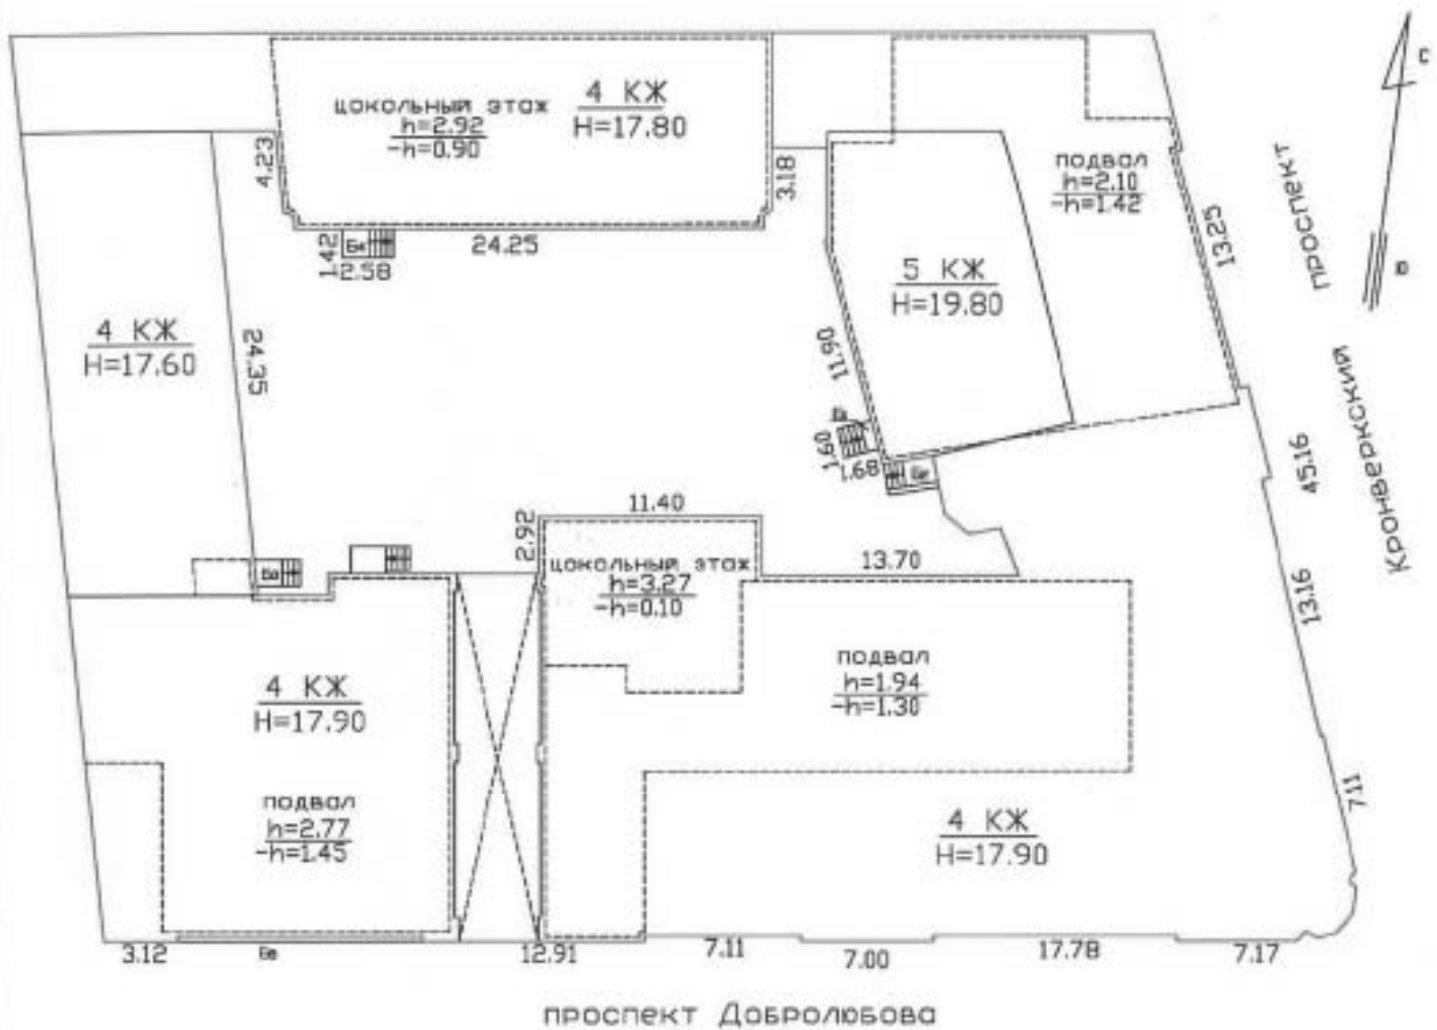 С
цокольный этаж
h=2.92
-h=0.90
4 КЖ
H=17.80
4.23
3.18
подвал
h=2.10
-h=1.42
13.25
проспект
Ю
1.42
2.58
24.25
5 КЖ
H=19.80
4 КЖ
H=17.60
24.35
11.90
Кронверкский
1.60
1.68
45.16
11.40
2.92
13.70
цокольный этаж
h=3.27
-h=0.10
13.16
подвал
h=1.94
-h=1.30
4 КЖ
H=17.90
7.11
подвал
h=2.77
-h=1.45
4 КЖ
H=17.90
3.12
12.91
7.11
7.00
17.78
7.17
проспект Добролюбова